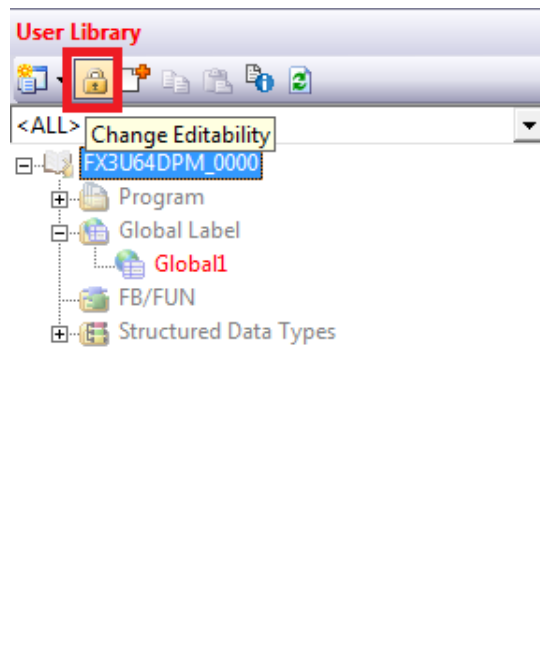 User Library
<ALL>
Change Editability
FX3U64DPM_0000
Program
Global Label
Global1
FB/FUN
Structured Data Types